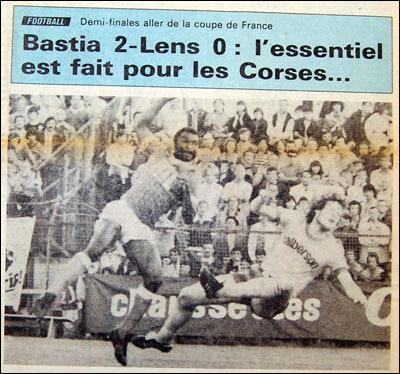 FOOTBALL Demi-finales aller de la coupe de France
Bastia 2-Lens 0 : l'essentiel
est fait pour les Corses...